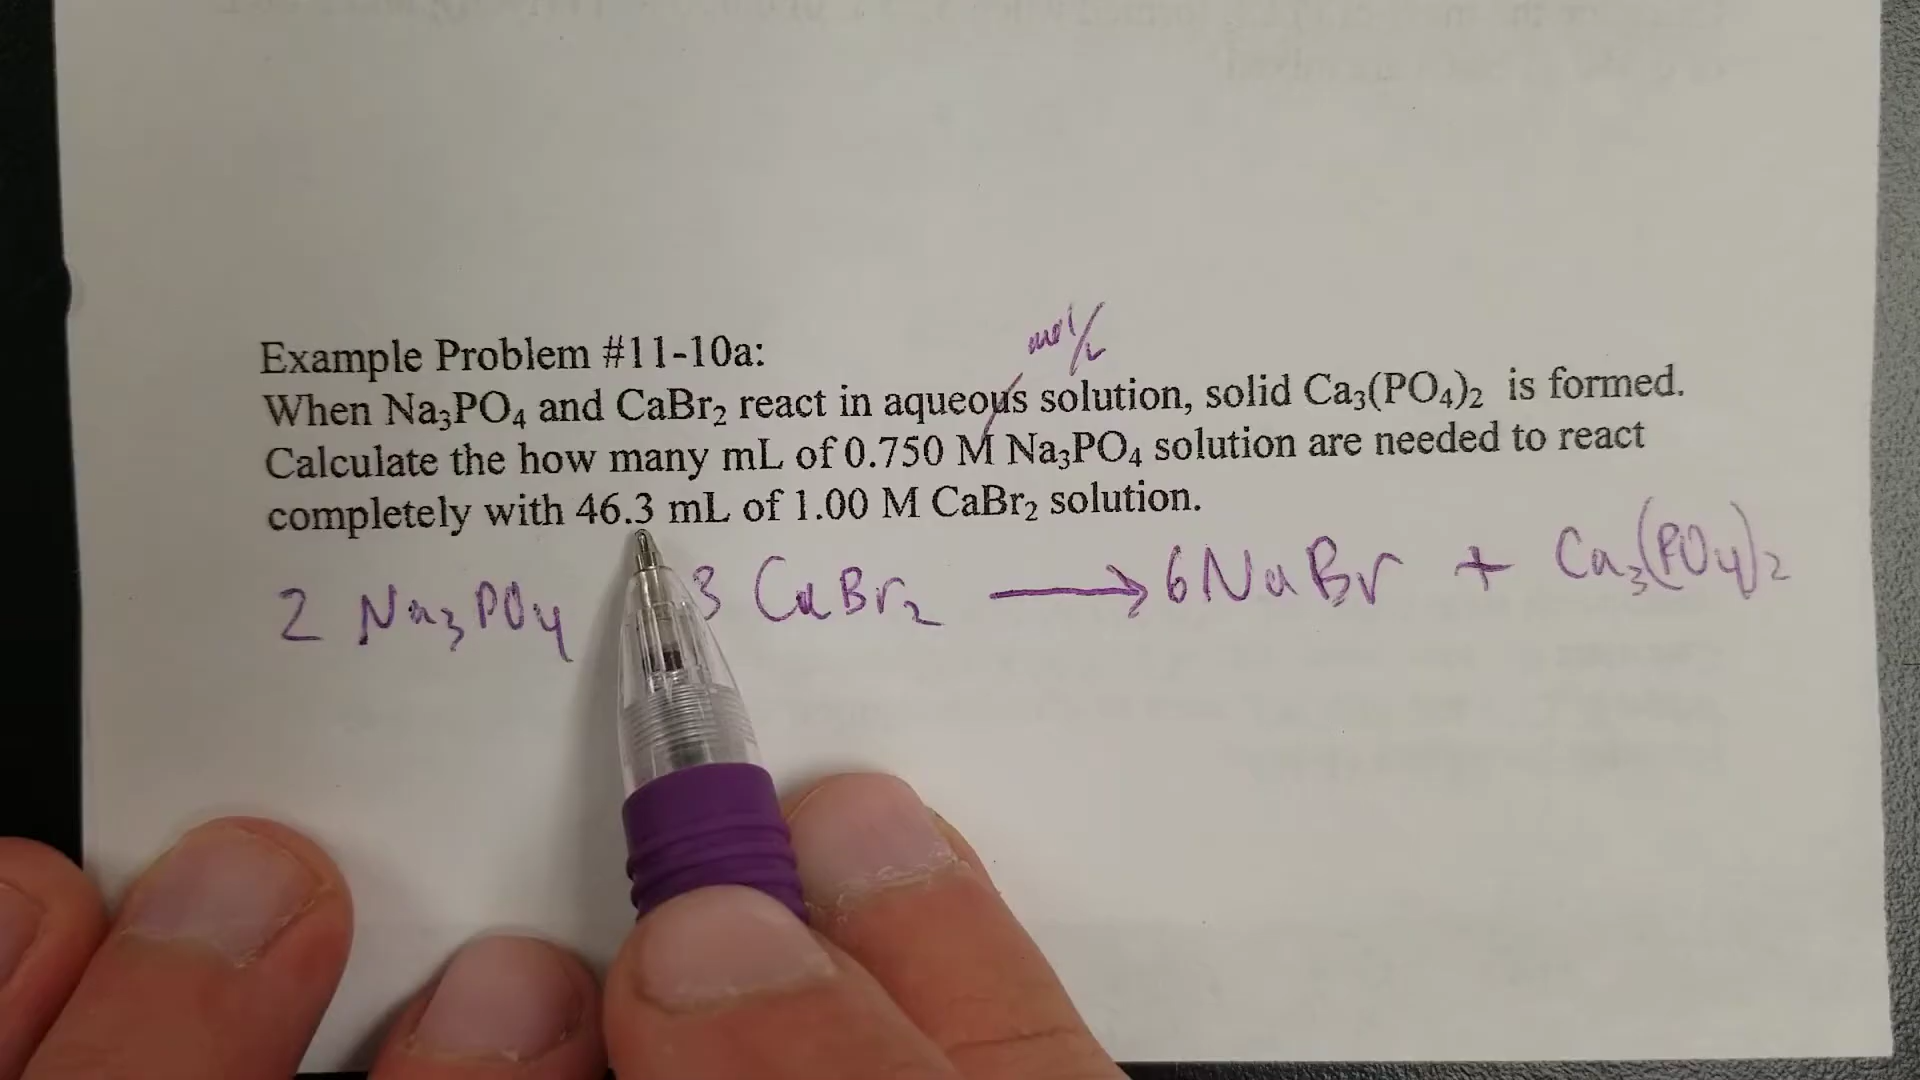 mol/L
Example Problem #11-10a:
When Na₃PO₄ and CaBr₂ react in aqueous solution, solid Ca₃(PO₄)₂ is formed.
Calculate the how many mL of 0.750 M Na₃PO₄ solution are needed to react
completely with 46.3 mL of 1.00 M CaBr₂ solution.
2 Na₃PO₄ 3 CaBr₂ ⟶ 6NaBr + Ca₃(PO₄)₂